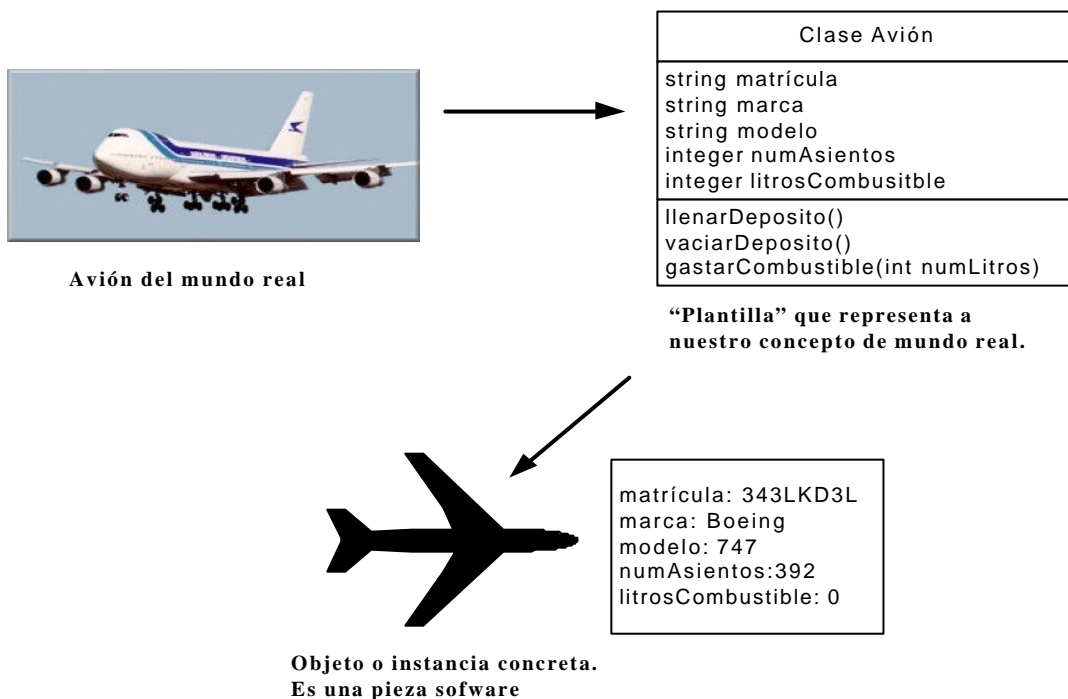 Clase Avión
string matrícula
string marca
string modelo
integer numAsientos
integer litrosCombusitble
llenarDeposito()
vaciarDeposito()
gastarCombustible(int numLitros)
Avión del mundo real
“Plantilla” que representa a
nuestro concepto de mundo real.
matrícula: 343LKD3L
marca: Boeing
modelo: 747
numAsientos:392
litrosCombustible: 0
Objeto o instancia concreta.
Es una pieza sofware